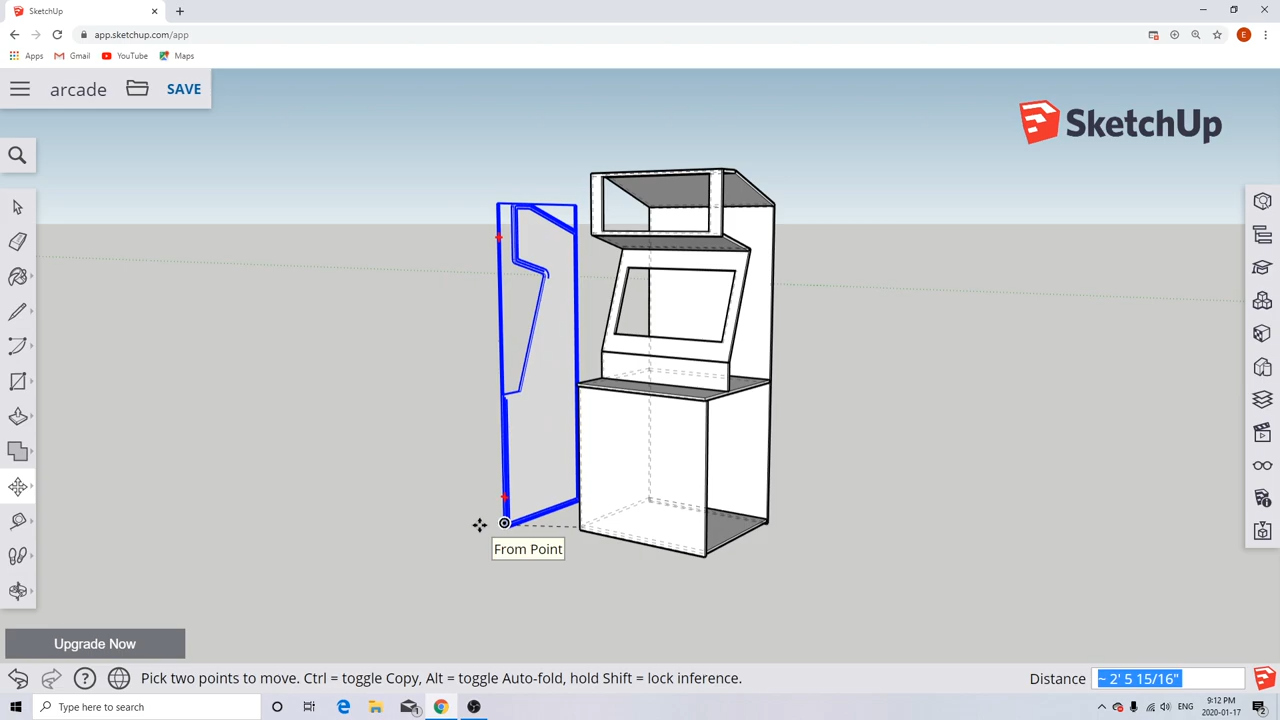 SketchUp
app.sketchup.com/app
E
Apps
Gmail
YouTube
Maps
arcade
SAVE
SketchUp
From Point
Upgrade Now
Pick two points to move. Ctrl = toggle Copy, Alt = toggle Auto-fold, hold Shift = lock inference.
Distance
~ 2' 5 15/16"
Type here to search
1
9:12 PM
2020-01-17
2